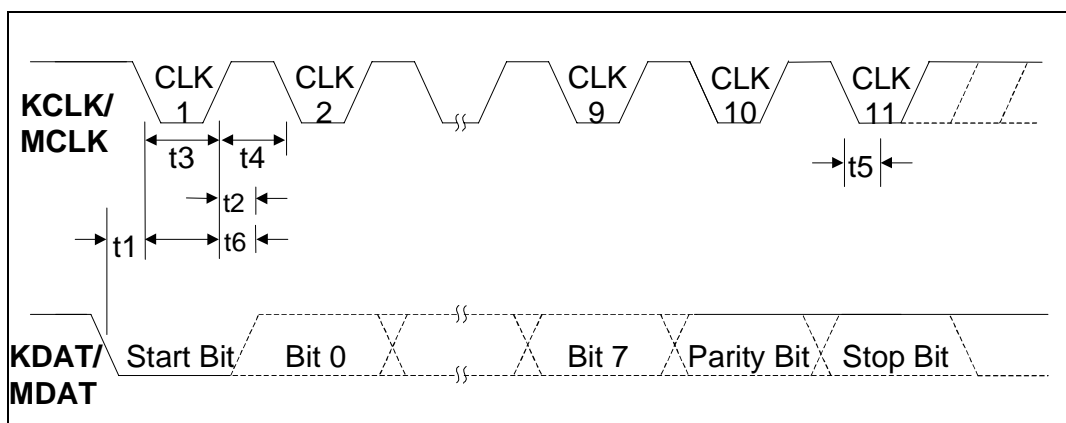 KCLK/
MCLK
CLK
1
CLK
2
CLK
9
CLK
10
CLK
11
t3
t4
t5
t2
t1
t6
KDAT/
MDAT
Start Bit
Bit 0
Bit 7
Parity Bit
Stop Bit